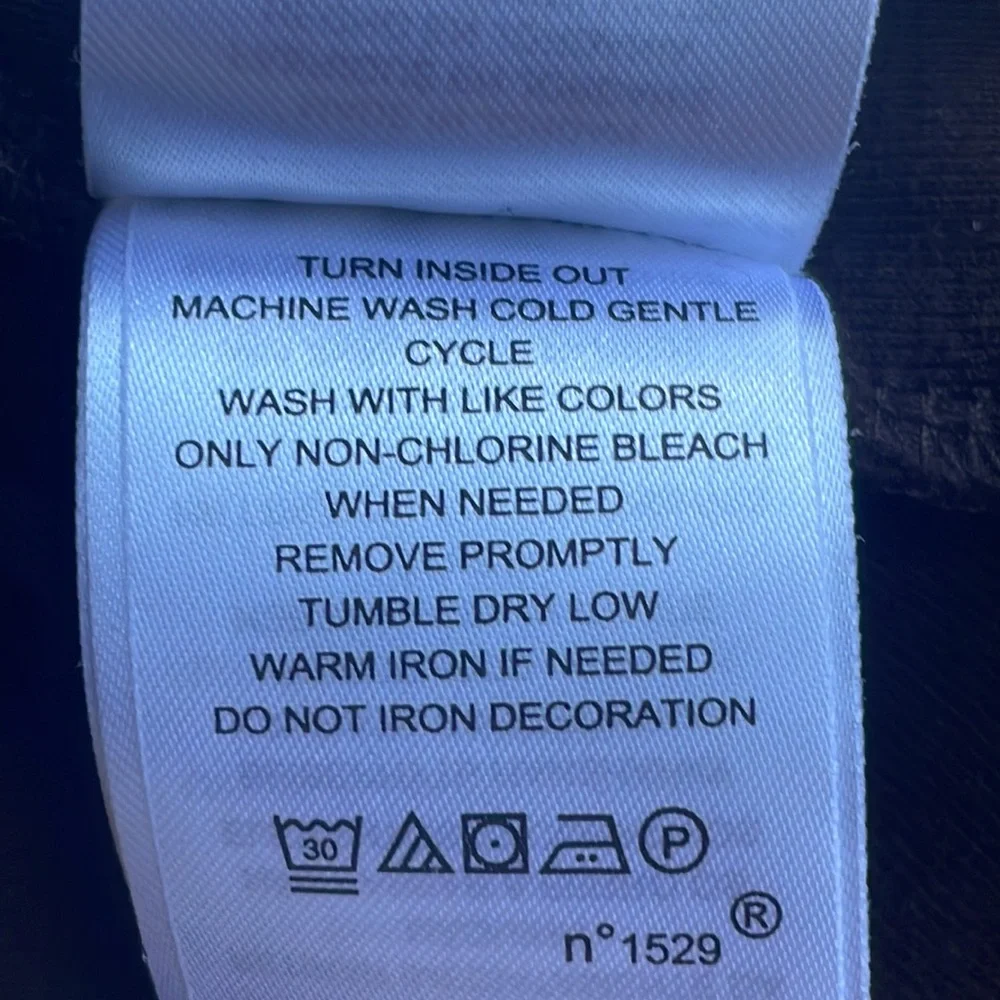 TURN INSIDE OUT
MACHINE WASH COLD GENTLE
CYCLE
WASH WITH LIKE COLORS
ONLY NON-CHLORINE BLEACH
WHEN NEEDED
REMOVE PROMPTLY
TUMBLE DRY LOW
WARM IRON IF NEEDED
DO NOT IRON DECORATION
30 P
n°1529 ®